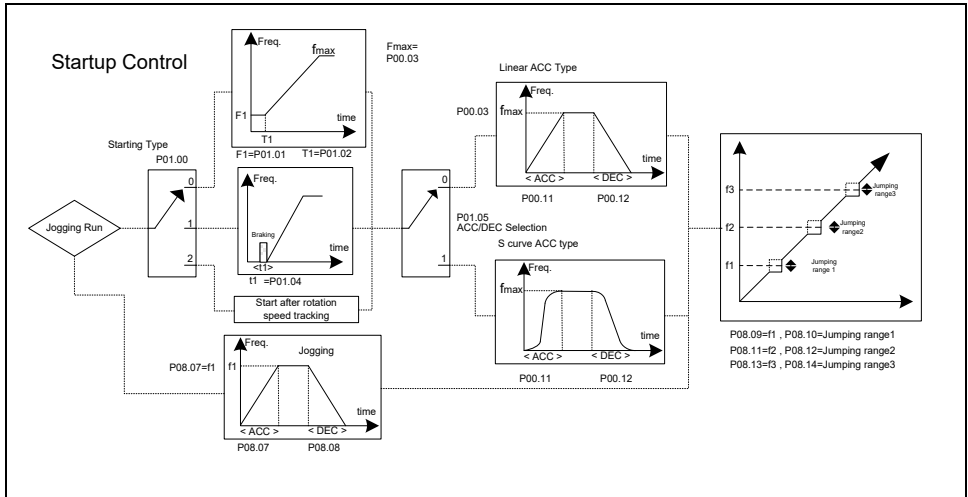 Startup Control
Freq.
fmax
Fmax=
P00.03
F1
time
T1
F1=P01.01 T1=P01.02
Starting Type
P01.00
0
1
2
Jogging Run
Freq.
Braking
time
<t1>
t1 =P01.04
Start after rotation
speed tracking
Linear ACC Type
Freq.
P00.03
fmax
time
< ACC > < DEC >
P00.11 P00.12
0
P01.05
ACC/DEC Selection
1
S curve ACC type
Freq.
fmax
time
< ACC > < DEC >
P00.11 P00.12
Freq.
Jogging
P08.07=f1
f1
time
< ACC > < DEC >
P08.07 P08.08
f3
Jumping
range3
f2
Jumping
range2
f1
Jumping
range 1
P08.09=f1 , P08.10=Jumping range1
P08.11=f2 , P08.12=Jumping range2
P08.13=f3 , P08.14=Jumping range3